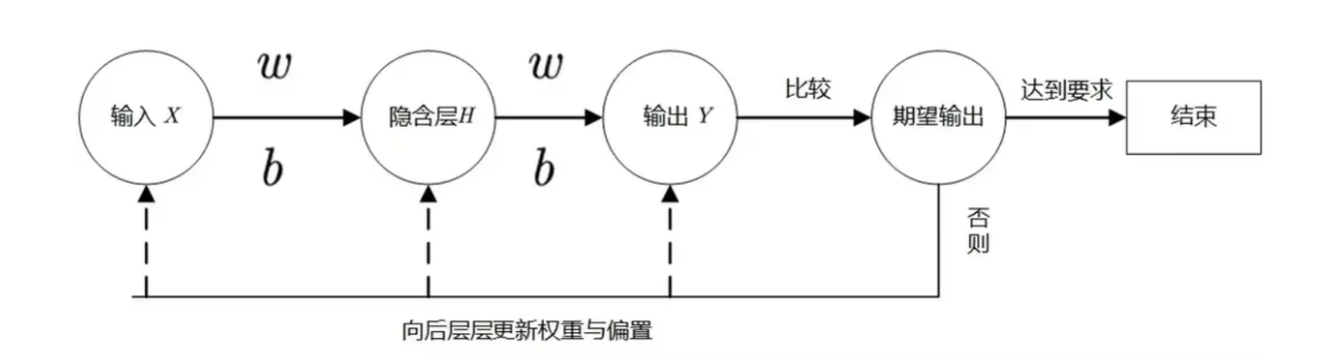 w
w
比较
达到要求
输入 X
隐含层H
输出 Y
期望输出
结束
b
b
否
则
向后层层更新权重与偏置